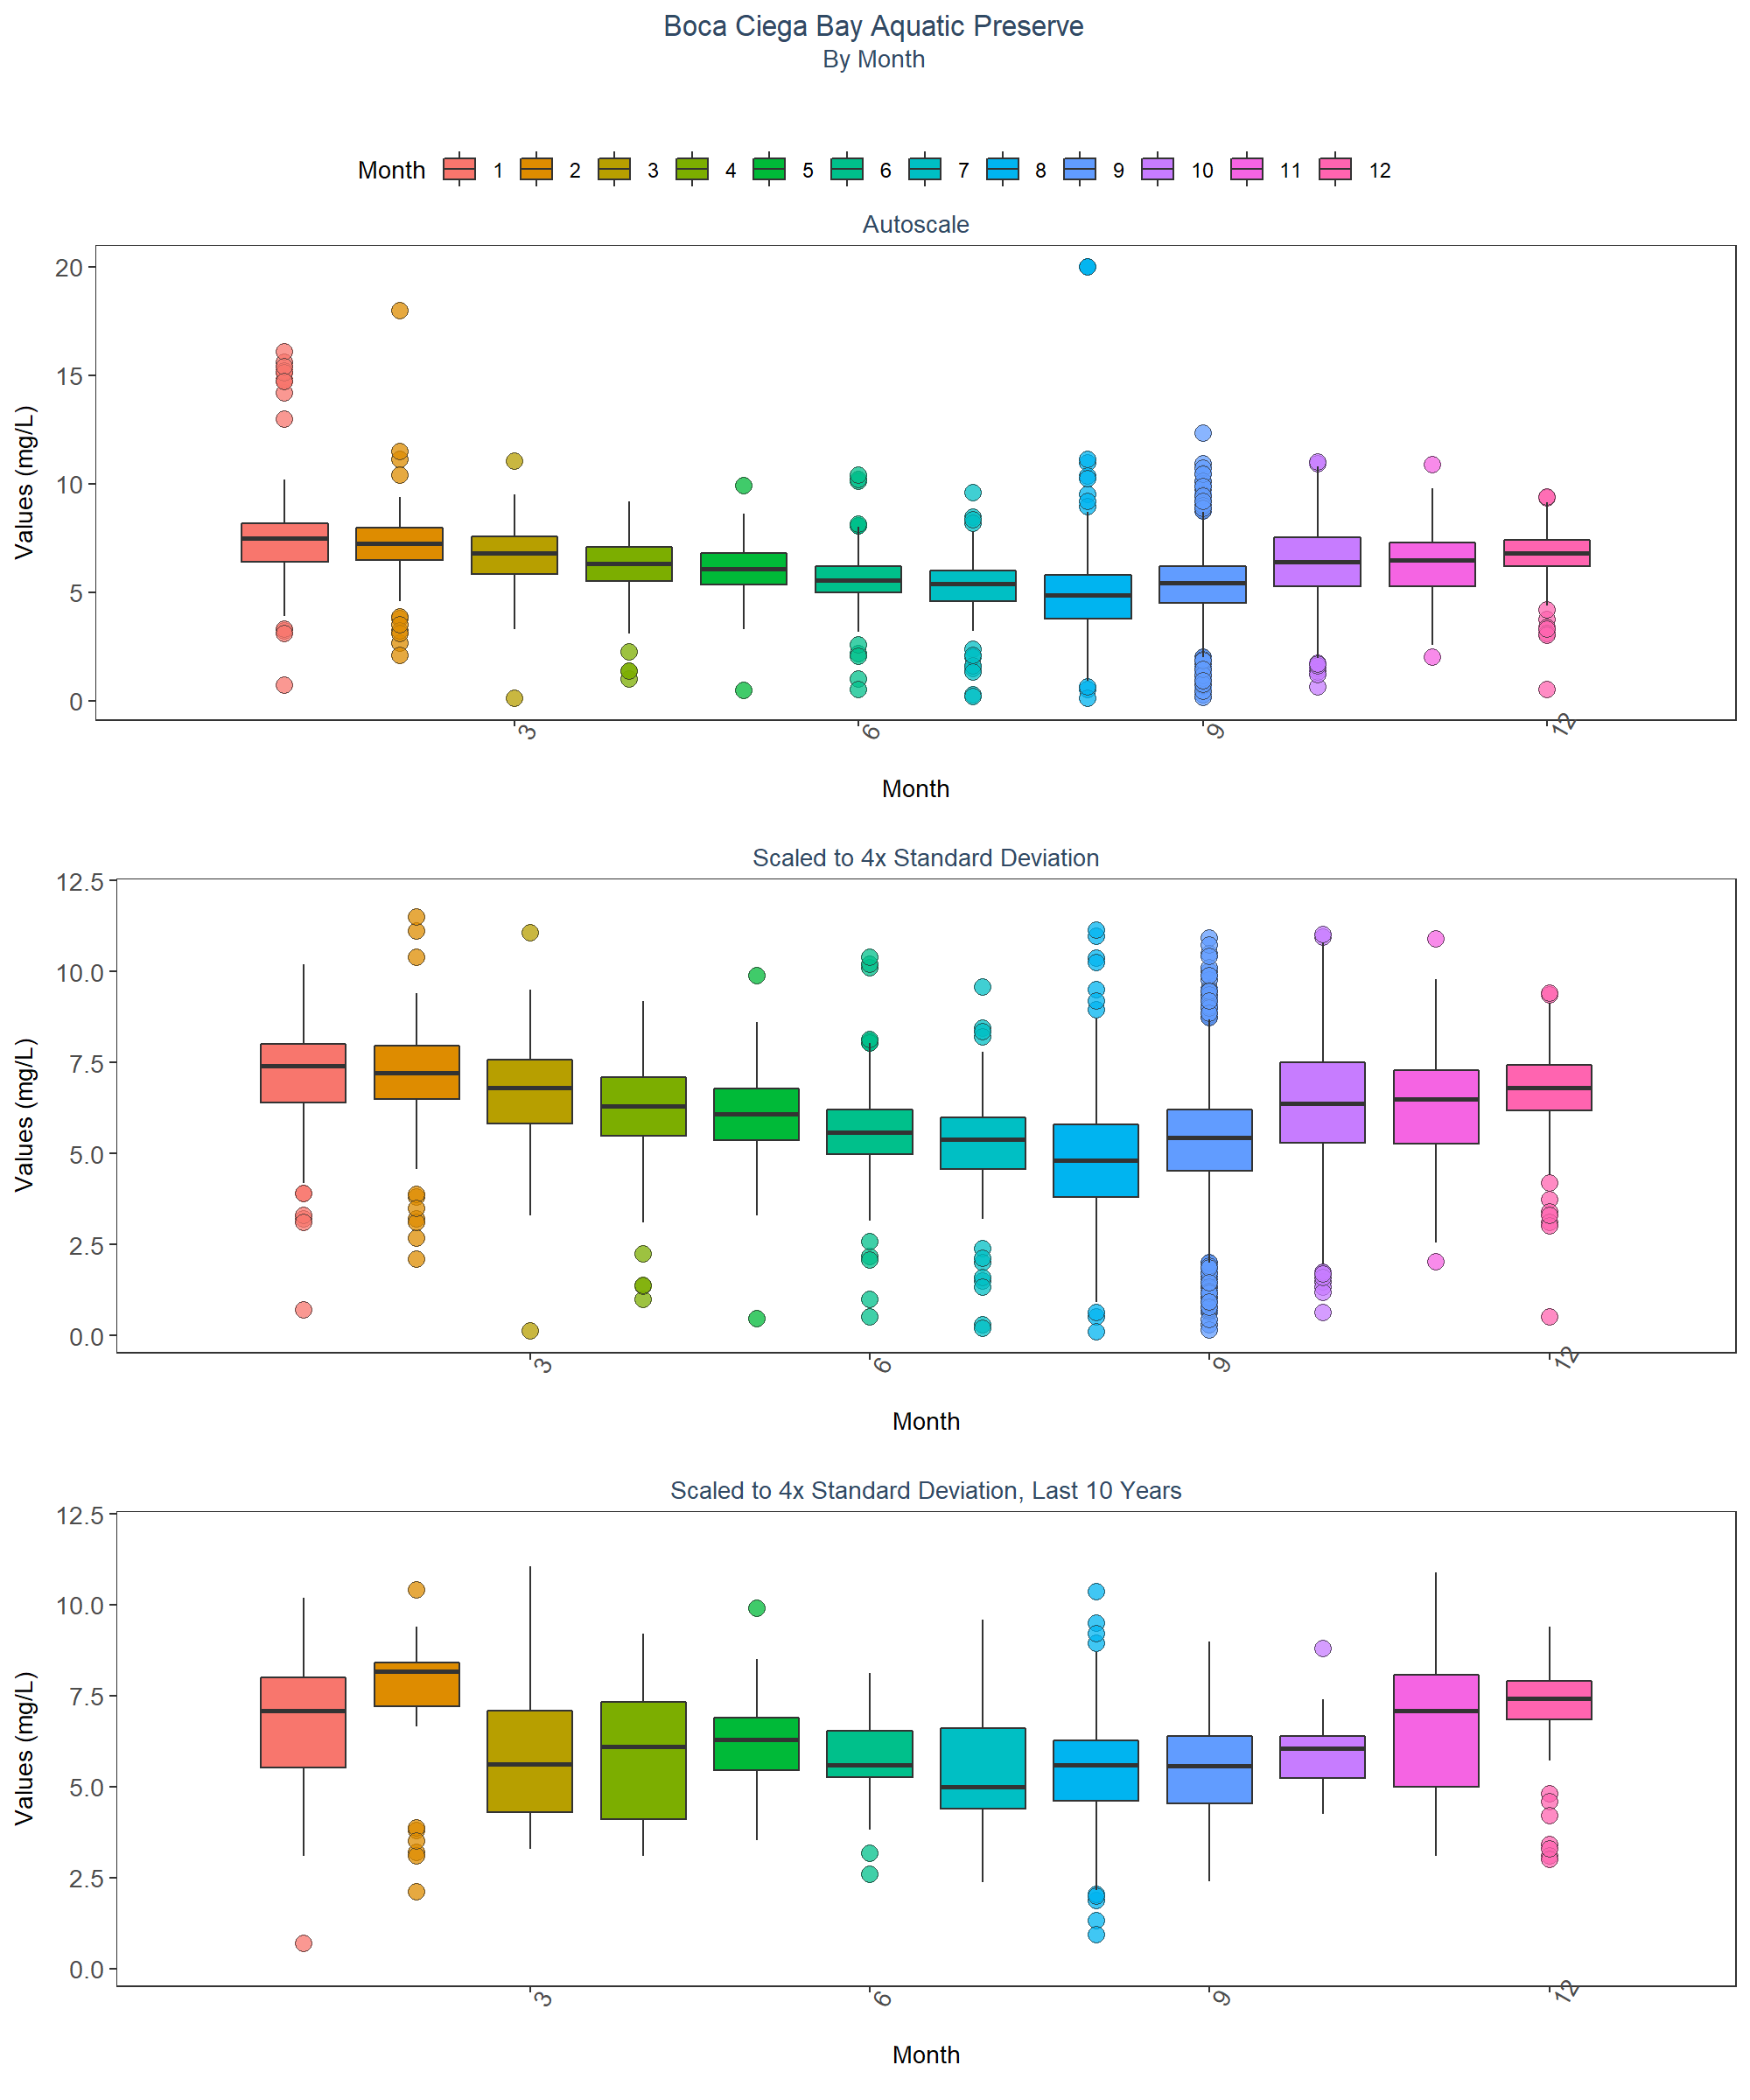 Boca Ciega Bay Aquatic Preserve
By Month
Month 1 2 3 4 5 6 7 8 9 10 11 12
Autoscale
Values (mg/L)
20
15
10
5
0
3 6 9 12
Month
Scaled to 4x Standard Deviation
Values (mg/L)
12.5
10.0
7.5
5.0
2.5
0.0
3 6 9 12
Month
Scaled to 4x Standard Deviation, Last 10 Years
Values (mg/L)
12.5
10.0
7.5
5.0
2.5
0.0
3 6 9 12
Month